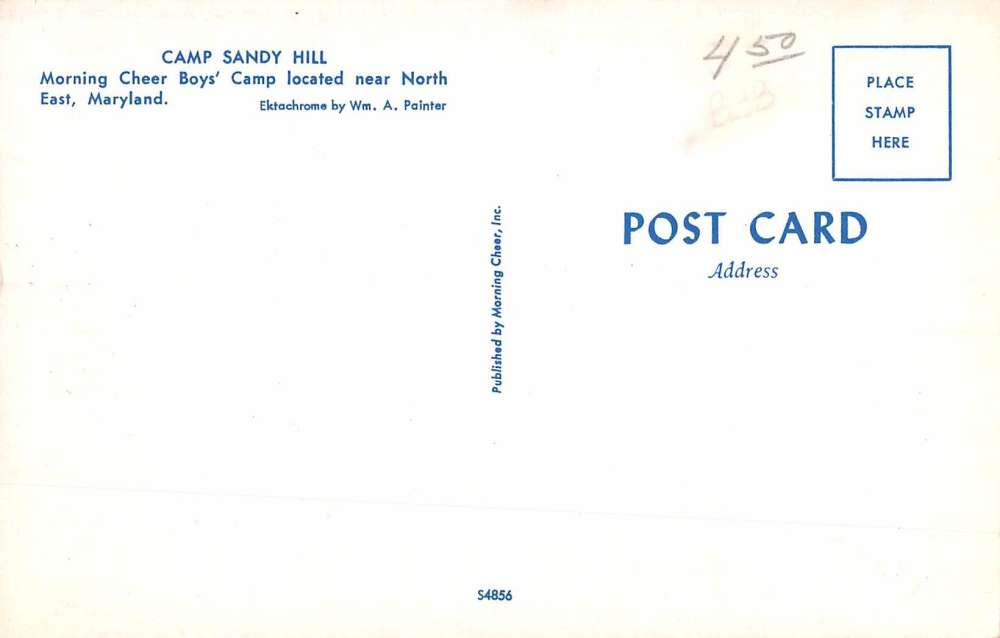 CAMP SANDY HILL
Morning Cheer Boys' Camp located near North
East, Maryland.
Ektachrome by Wm. A. Painter
4 50
PLACE
STAMP
HERE
POST CARD
Address
Published by Morning Cheer, Inc.
S4856